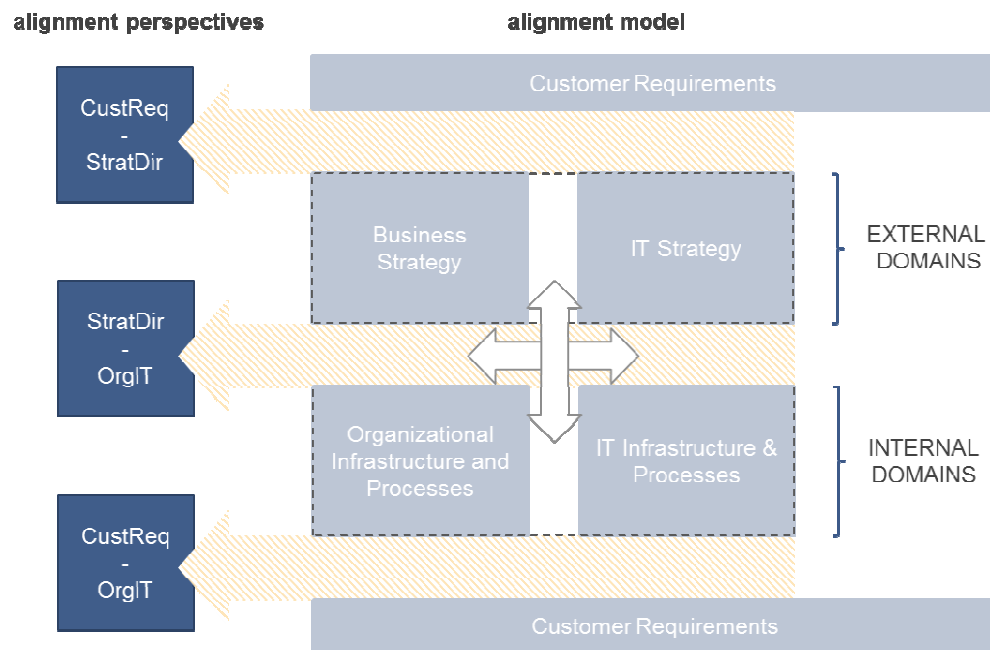 alignment perspectives
alignment model
Customer Requirements
CustReq
-
StratDir
Business
Strategy
IT Strategy
EXTERNAL
DOMAINS
StratDir
-
OrgIT
Organizational
Infrastructure and
Processes
IT Infrastructure &
Processes
INTERNAL
DOMAINS
CustReq
-
OrgIT
Customer Requirements